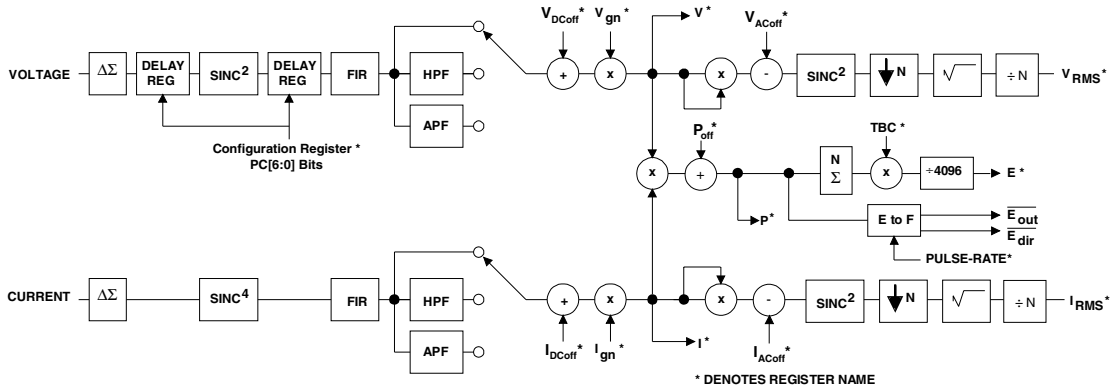 V_DCoff* V_gn* V* V_ACoff*
VOLTAGE ΔΣ DELAY REG SINC² DELAY REG FIR HPF + x x - SINC² N √ ÷ N V_RMS*
APF
Configuration Register *
PC[6:0] Bits
P_off* TBC *
x + N Σ x ÷4096 E *
P* E to F E_out
E_dir
PULSE-RATE*
CURRENT ΔΣ SINC⁴ FIR HPF + x x - SINC² N √ ÷ N I_RMS*
APF
I_DCoff* I_gn* I* I_ACoff*
* DENOTES REGISTER NAME